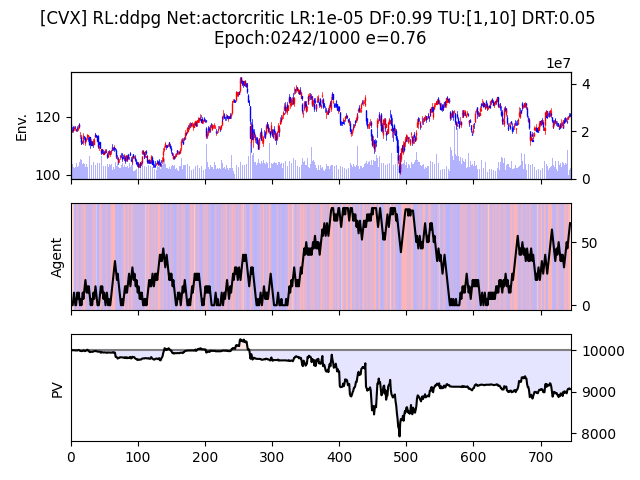 [CVX] RL:ddpg Net:actorcritic LR:1e-05 DF:0.99 TU:[1,10] DRT:0.05
Epoch:0242/1000 e=0.76
1e7
Env.
120
100
4
2
0
Agent
50
0
PV
10000
9000
8000
0 100 200 300 400 500 600 700